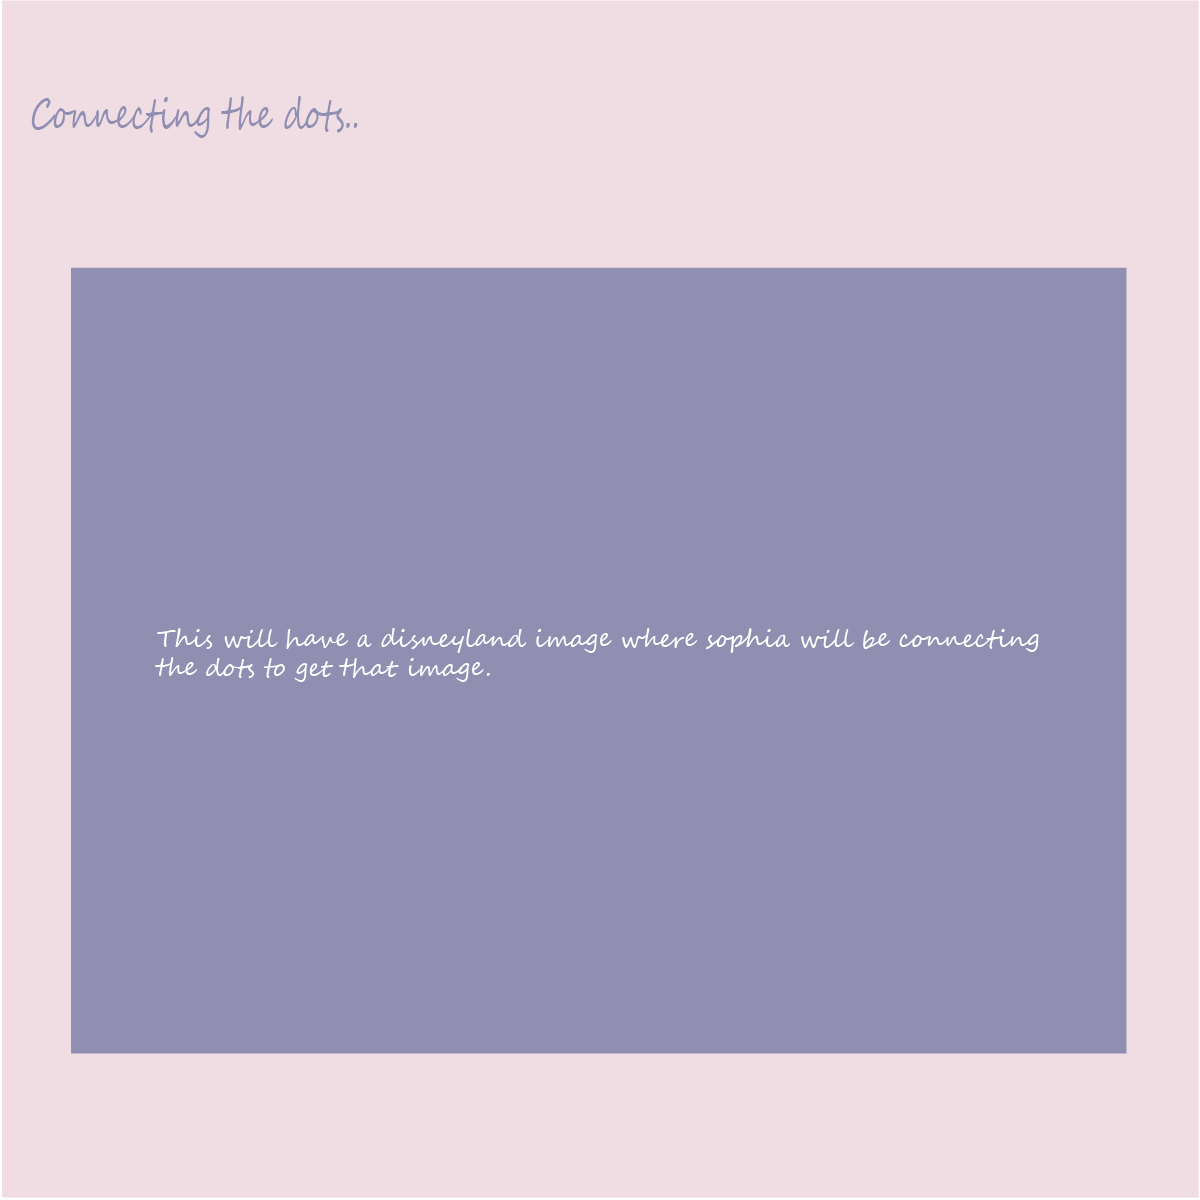 Connecting the dots..
This will have a disneyland image where sophia will be connecting
the dots to get that image.